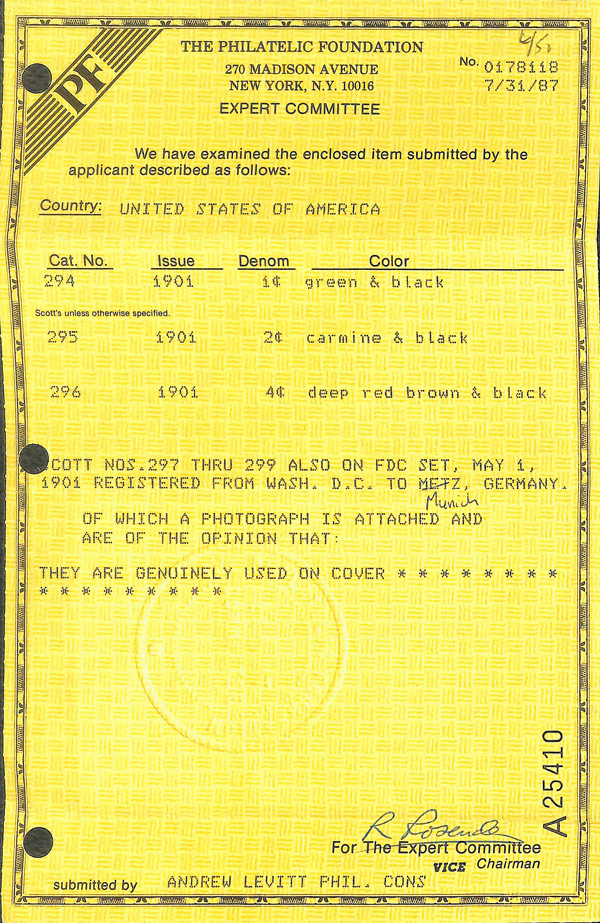 PF
THE PHILATELIC FOUNDATION
270 MADISON AVENUE
NEW YORK, N.Y. 10016
EXPERT COMMITTEE
No. 0178118
7/31/87
We have examined the enclosed item submitted by the
applicant described as follows:
Country: UNITED STATES OF AMERICA
Cat. No. Issue Denom Color
294 1901 1¢ green & black
Scott's unless otherwise specified.
295 1901 2¢ carmine & black
296 1901 4¢ deep red brown & black
SCOTT NOS.297 THRU 299 ALSO ON FDC SET, MAY 1,
1901 REGISTERED FROM WASH. D.C. TO METZ, GERMANY.
Munich
OF WHICH A PHOTOGRAPH IS ATTACHED AND
ARE OF THE OPINION THAT:
THEY ARE GENUINELY USED ON COVER * * * * * * * *
* * * * * * * * *
A 25410
For The Expert Committee
VICE Chairman
submitted by ANDREW LEVITT PHIL. CONS